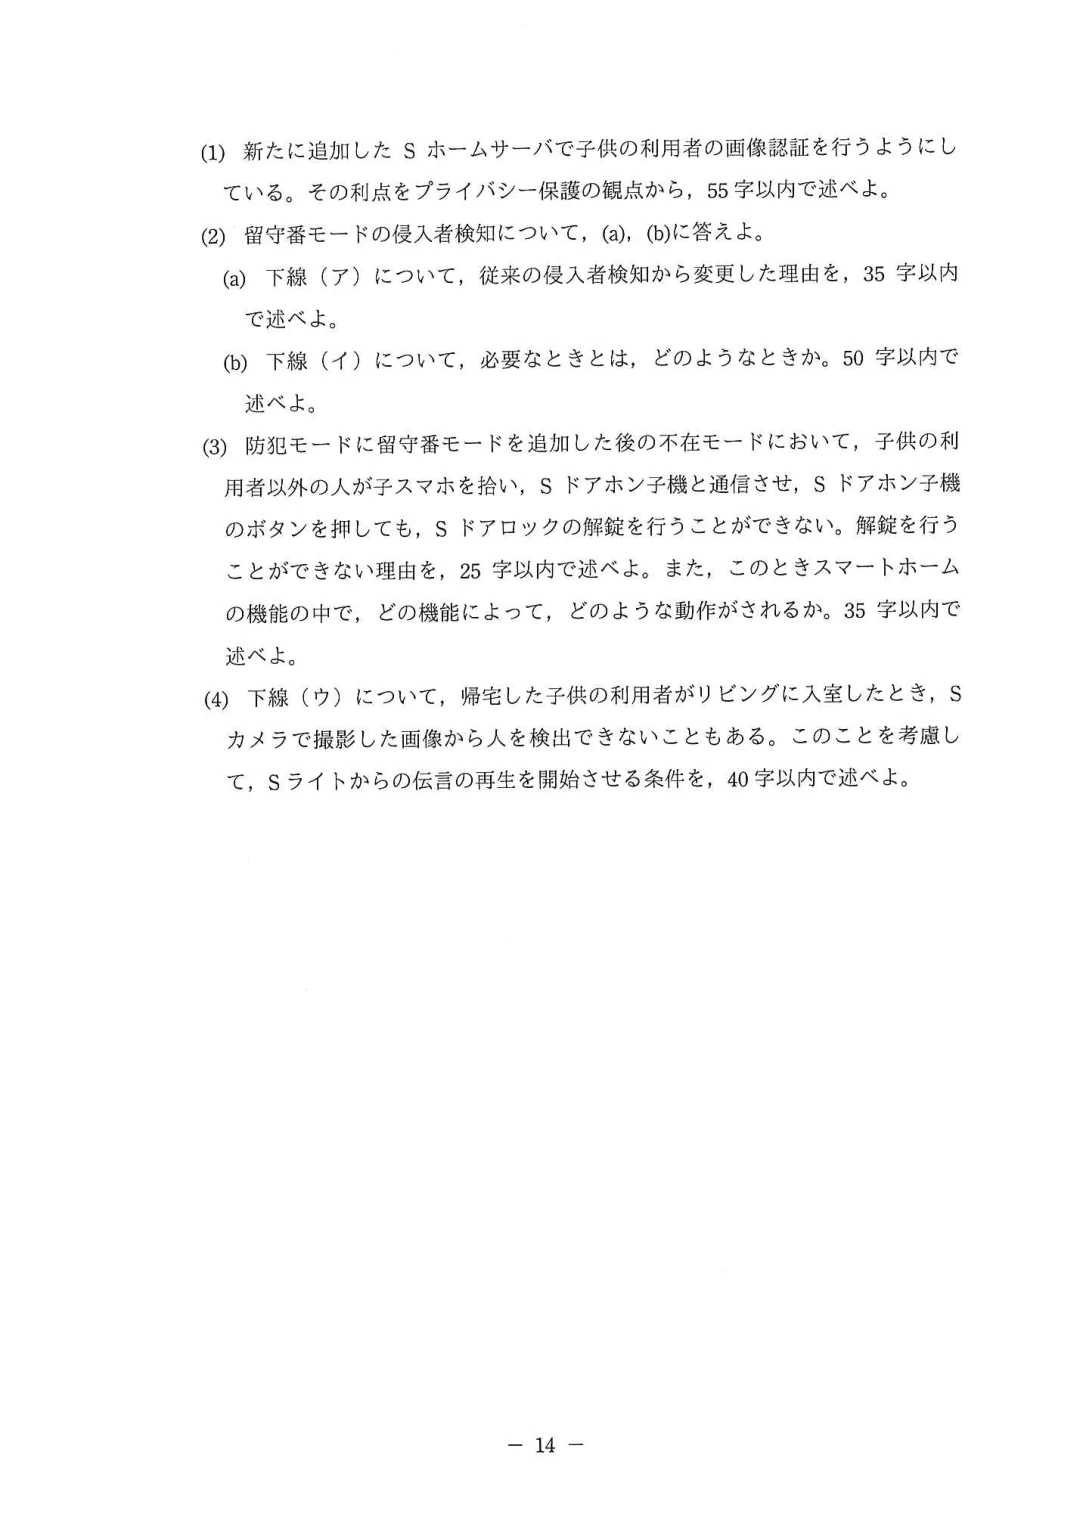 (1) 新たに追加した S ホームサーバで子供の利用者の画像認証を行うようにし
ている。その利点をプライバシー保護の観点から，55 字以内で述べよ。
(2) 留守番モードの侵入者検知について，(a)，(b)に答えよ。
(a) 下線（ア）について，従来の侵入者検知から変更した理由を，35 字以内
で述べよ。
(b) 下線（イ）について，必要なときとは，どのようなときか。50 字以内で
述べよ。
(3) 防犯モードに留守番モードを追加した後の不在モードにおいて，子供の利
用者以外の人が子スマホを拾い，S ドアホン子機と通信させ，S ドアホン子機
のボタンを押しても，S ドアロックの解錠を行うことができない。解錠を行う
ことができない理由を，25 字以内で述べよ。また，このときスマートホーム
の機能の中で，どの機能によって，どのような動作がされるか。35 字以内で
述べよ。
(4) 下線（ウ）について，帰宅した子供の利用者がリビングに入室したとき，S
カメラで撮影した画像から人を検出できないこともある。このことを考慮し
て，S ライトからの伝言の再生を開始させる条件を，40 字以内で述べよ。
－ 14 －